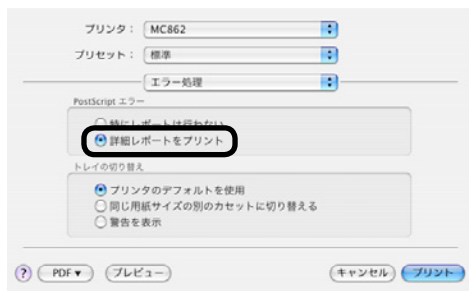 プリンタ： MC862
プリセット： 標準
エラー処理
PostScript エラー
特にレポートは行わない
詳細レポートをプリント
トレイの切り替え
プリンタのデフォルトを使用
同じ用紙サイズの別のカセットに切り替える
警告を表示
? PDF▼ プレビュー キャンセル プリント